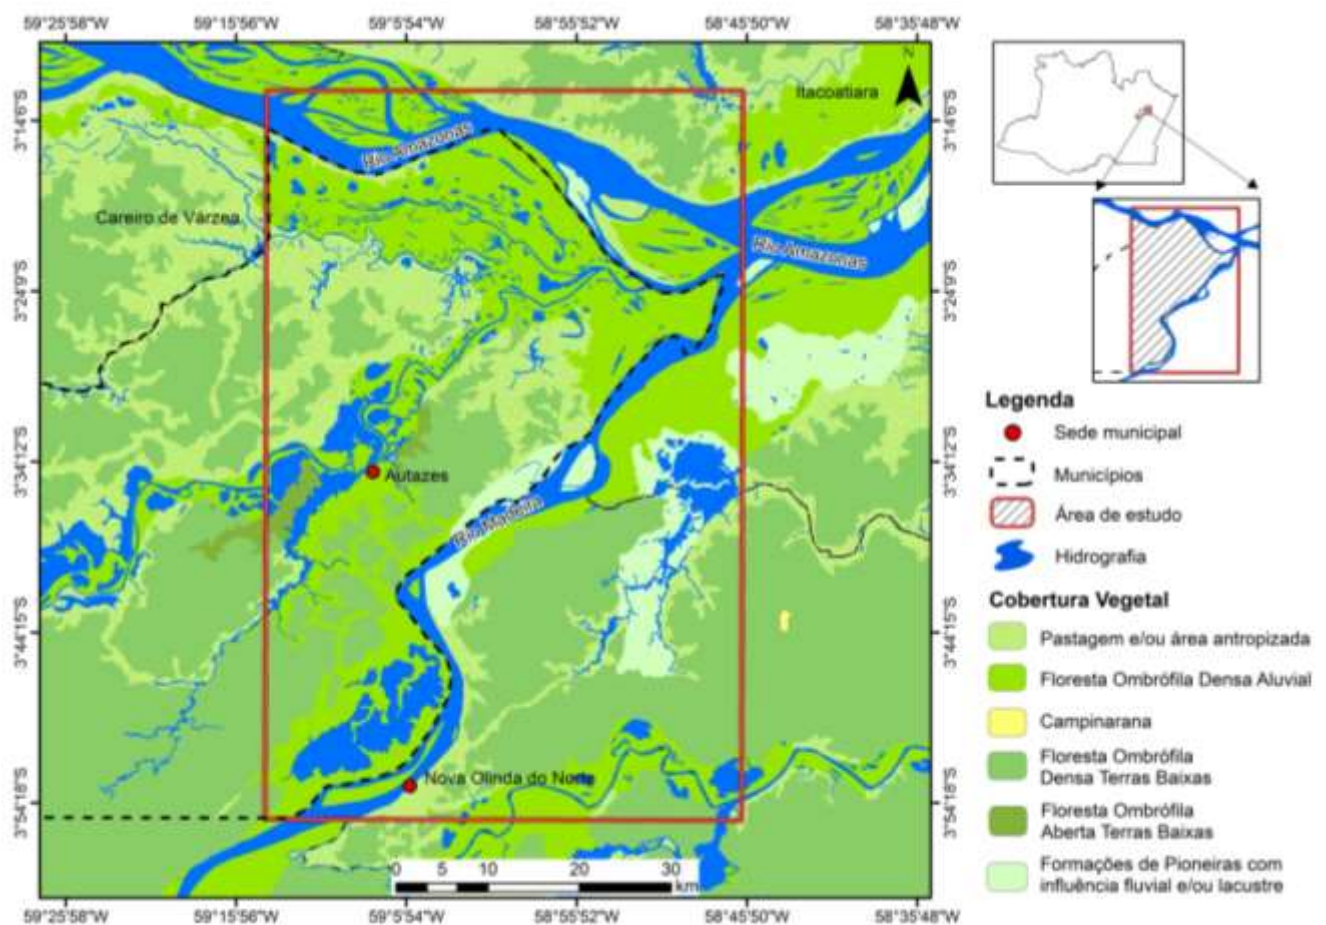 59°25'58"W 59°15'56"W 59°5'54"W 58°55'52"W 58°45'50"W 58°35'48"W
N
Itacoatiara
3°14'6"S
3°14'6"S
Rio Amazonas
Careiro de Várzea
Rio Amazonas
3°24'9"S
3°24'9"S
3°34'12"S
3°34'12"S
Autazes
Rio Madeira
3°44'15"S
3°44'15"S
Nova Olinda do Norte
3°54'18"S
3°54'18"S
0 5 10 20 30
km
59°25'58"W 59°15'56"W 59°5'54"W 58°55'52"W 58°45'50"W 58°35'48"W
Legenda
Sede municipal
Municípios
Área de estudo
Hidrografia
Cobertura Vegetal
Pastagem e/ou área antropizada
Floresta Ombrófila Densa Aluvial
Campinarana
Floresta Ombrófila
Densa Terras Baixas
Floresta Ombrófila
Aberta Terras Baixas
Formações de Pioneiras com
influência fluvial e/ou lacustre